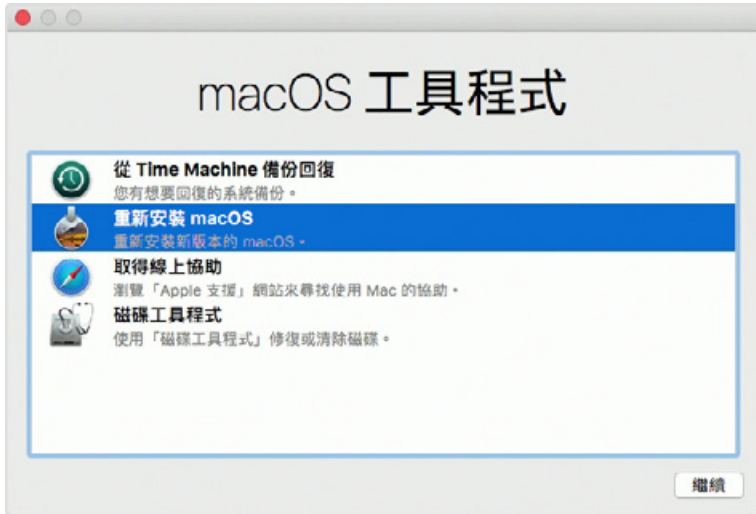 macOS 工具程式
從 Time Machine 備份回復
您有想要回復的系統備份。
重新安裝 macOS
重新安裝新版本的 macOS。
取得線上協助
瀏覽「Apple 支援」網站來尋找使用 Mac 的協助。
磁碟工具程式
使用「磁碟工具程式」修復或清除磁碟。
繼續